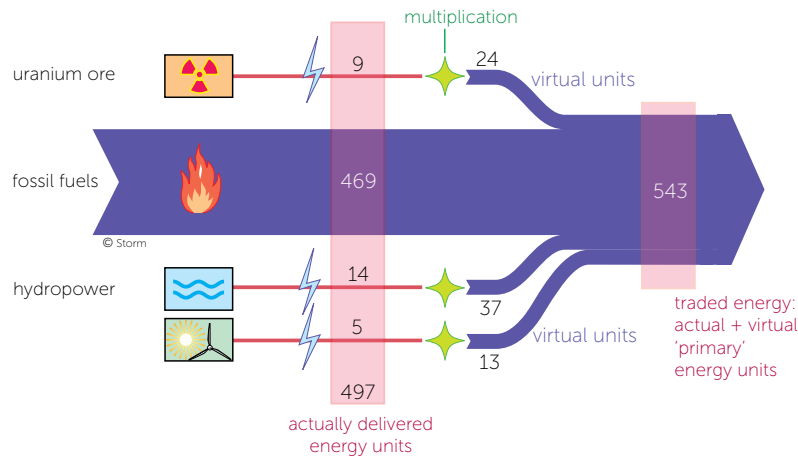 multiplication
uranium ore
9
24
virtual units
fossil fuels
469
543
© Storm
hydropower
14
37
5
virtual units
13
traded energy:
actual + virtual
'primary'
energy units
497
actually delivered
energy units